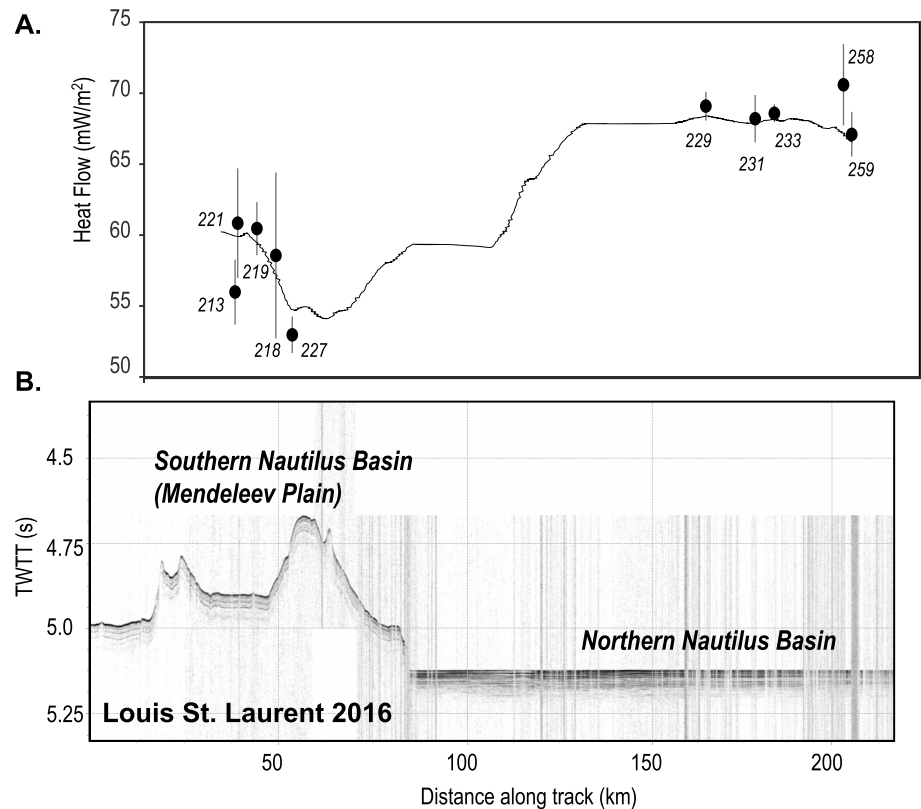 A.
75
70
65
60
55
50
Heat Flow (mW/m²)
258
229
231
233
259
221
219
213
218
227
B.
4.5
4.75
5.0
5.25
TWTT (s)
Southern Nautilus Basin
(Mendeleev Plain)
Northern Nautilus Basin
Louis St. Laurent 2016
50
100
150
200
Distance along track (km)